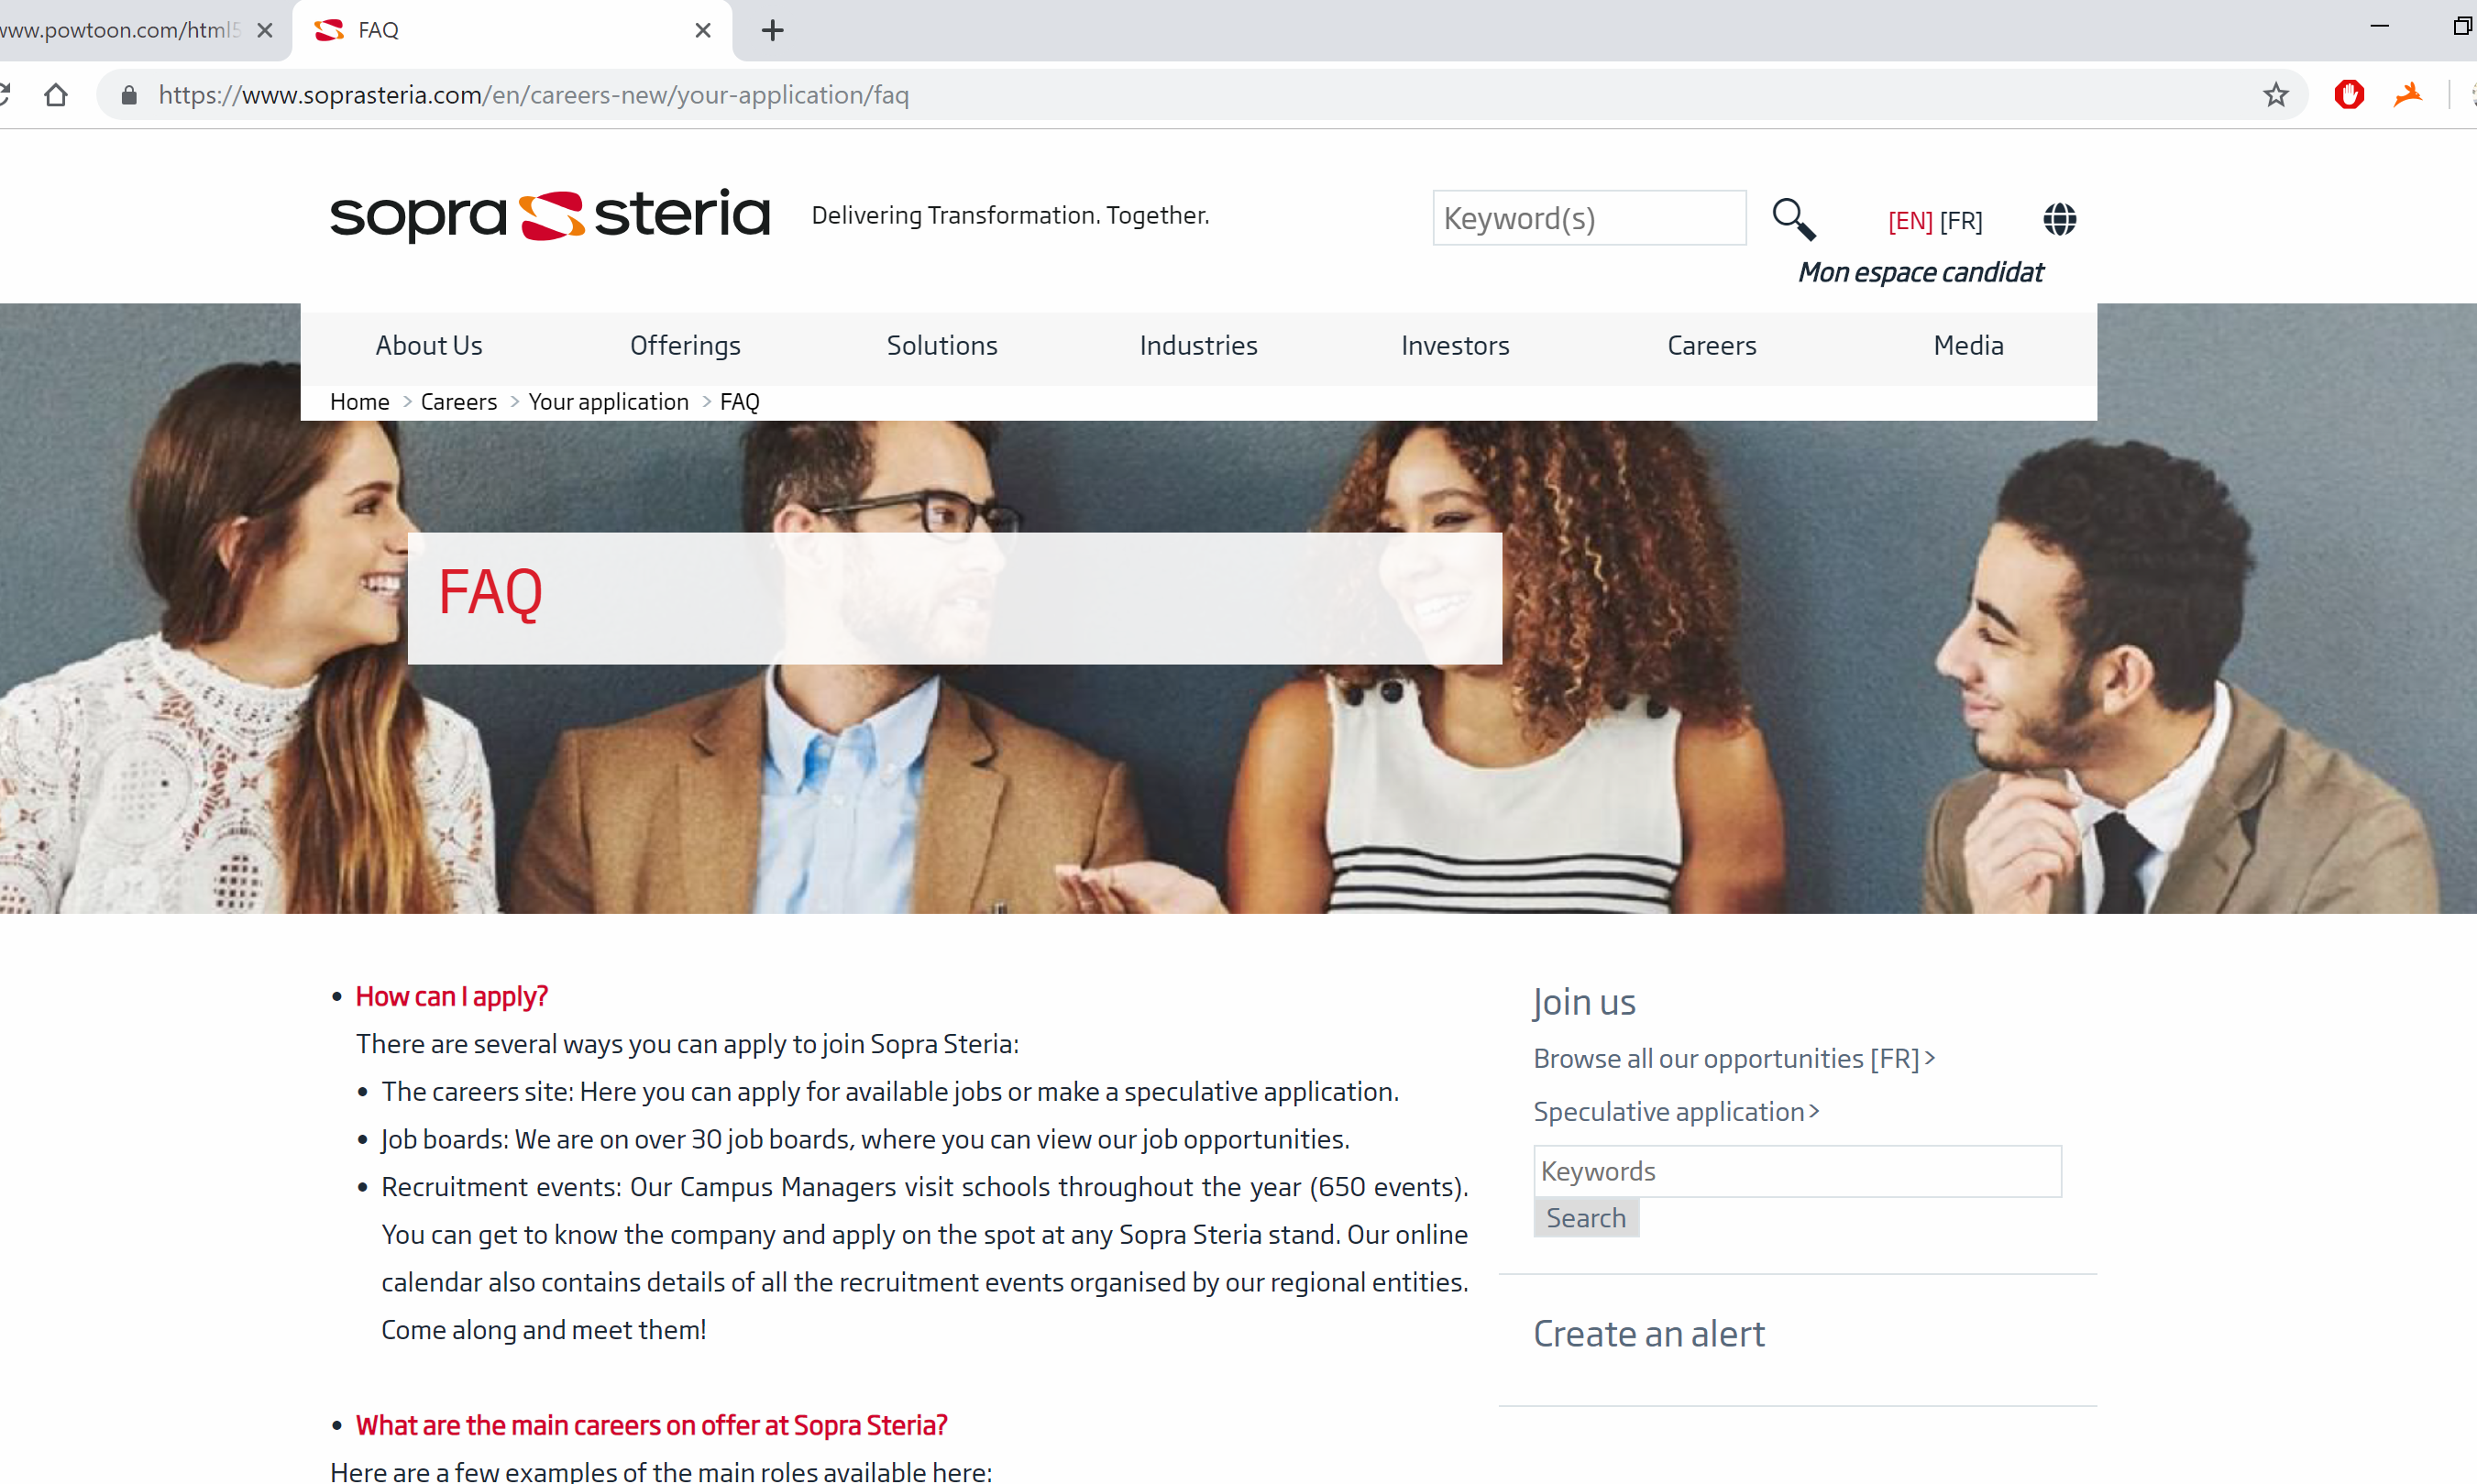 www.powtoon.com/html5
FAQ
https://www.soprasteria.com/en/careers-new/your-application/faq
sopra steria
Delivering Transformation. Together.
Keyword(s)
[EN] [FR]
Mon espace candidat
About Us Offerings Solutions Industries Investors Careers Media
Home > Careers > Your application > FAQ
FAQ
• How can I apply?
There are several ways you can apply to join Sopra Steria:
• The careers site: Here you can apply for available jobs or make a speculative application.
• Job boards: We are on over 30 job boards, where you can view our job opportunities.
• Recruitment events: Our Campus Managers visit schools throughout the year (650 events).
You can get to know the company and apply on the spot at any Sopra Steria stand. Our online
calendar also contains details of all the recruitment events organised by our regional entities.
Come along and meet them!
• What are the main careers on offer at Sopra Steria?
Here are a few examples of the main roles available here:
Join us
Browse all our opportunities [FR] >
Speculative application >
Keywords
Search
Create an alert